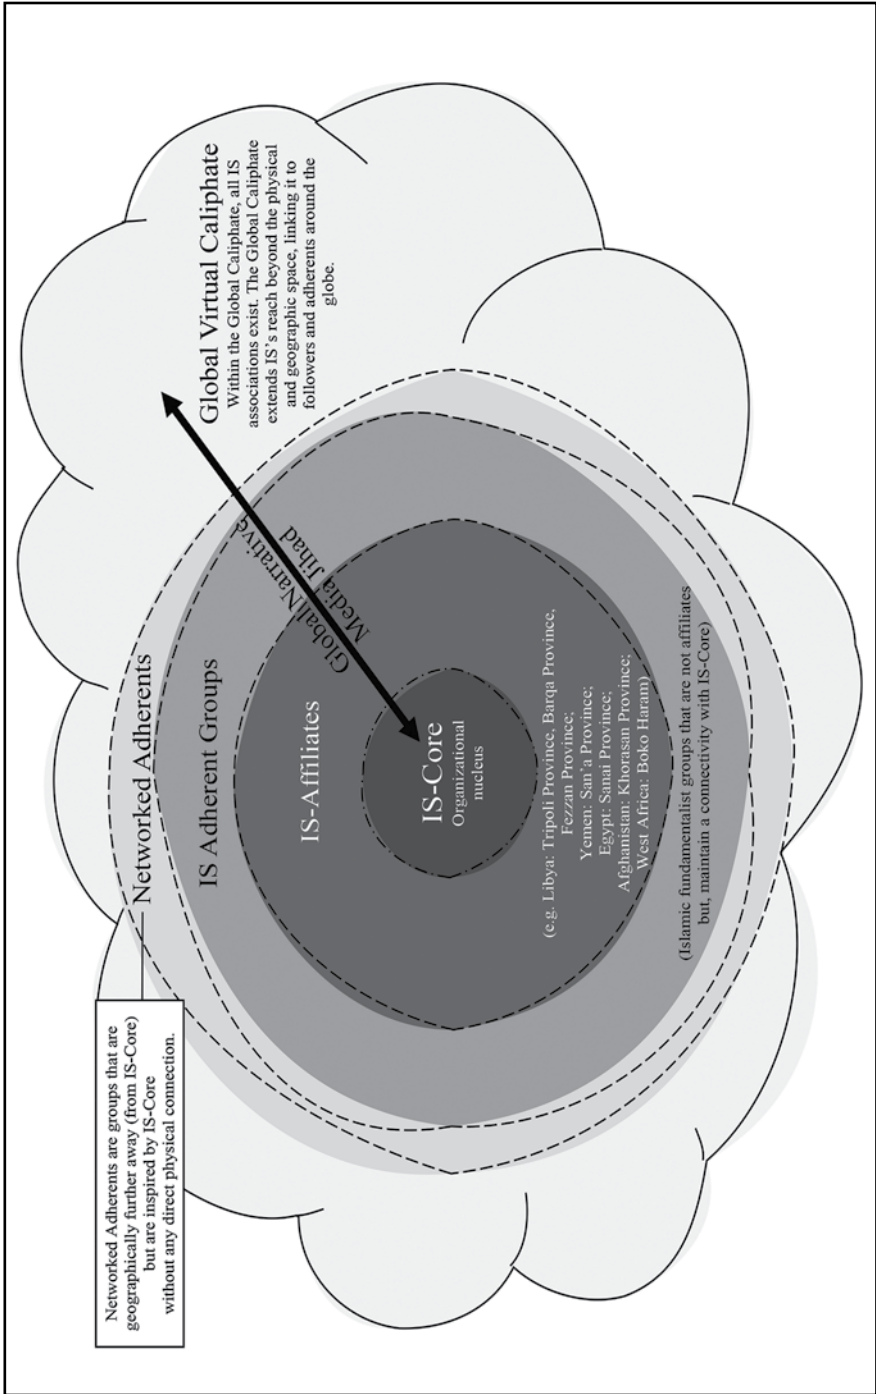 Networked Adherents are groups that are
geographically further away (from IS-Core)
but are inspired by IS-Core
without any direct physical connection.
Networked Adherents
IS Adherent Groups
IS-Affiliates
IS-Core
Organizational
nucleus
(e.g. Libya: Tripoli Province, Barqa Province,
Fezzan Province;
Yemen: San'a Province;
Egypt: Sanai Province;
Afghanistan: Khorasan Province;
West Africa: Boko Haram)
(Islamic fundamentalist groups that are not affiliates
but, maintain a connectivity with IS-Core)
Global Narrative
Media Jihad
Global Virtual Caliphate
Within the Global Caliphate, all IS
associations exist. The Global Caliphate
extends IS's reach beyond the physical
and geographic space, linking it to
followers and adherents around the
globe.